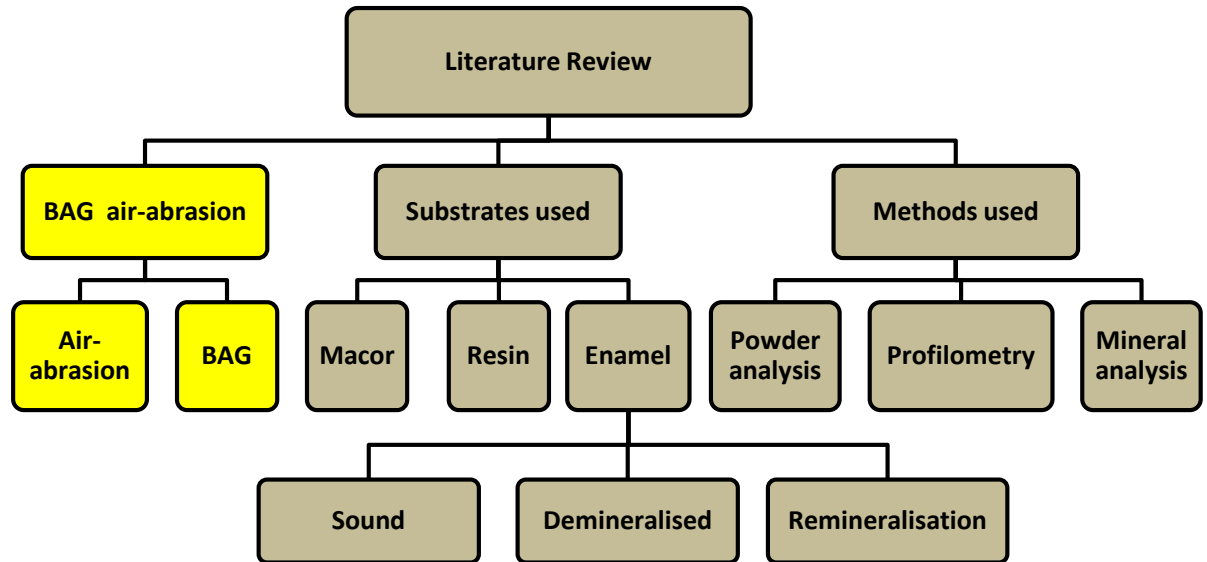 Literature Review
BAG air-abrasion
Substrates used
Methods used
Air-
abrasion
BAG
Macor
Resin
Enamel
Powder
analysis
Profilometry
Mineral
analysis
Sound
Demineralised
Remineralisation